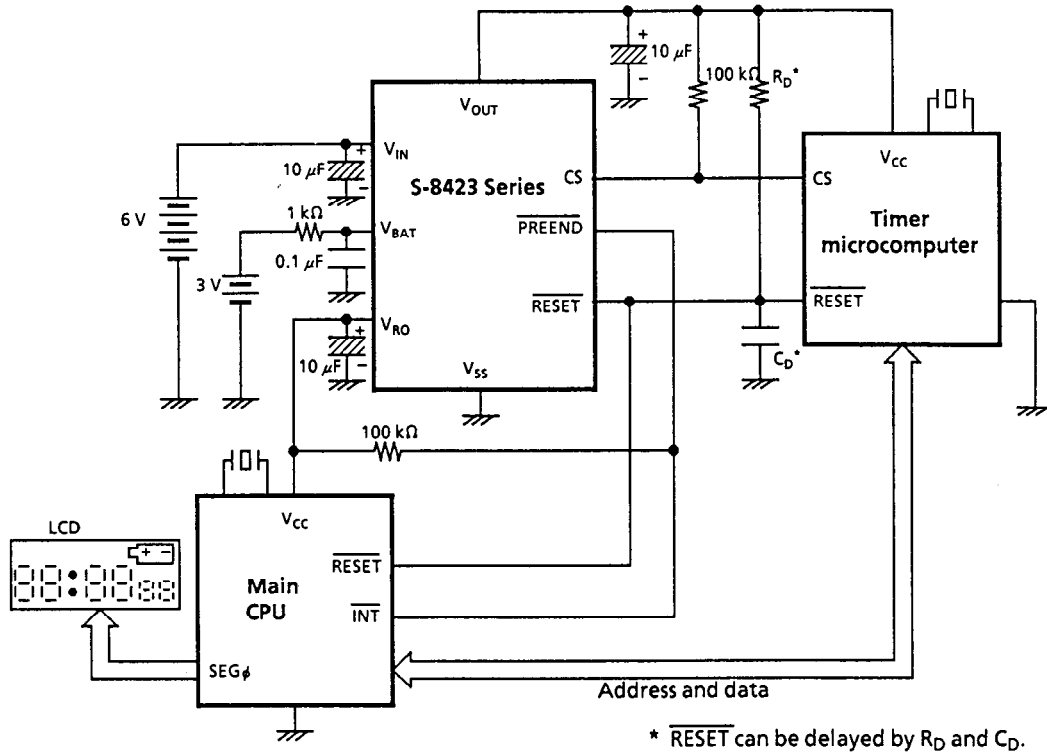 10 μF
100 kΩ
R_D*
V_OUT
V_IN
10 μF
S-8423 Series
CS
CS
V_CC
Timer
microcomputer
6 V
1 kΩ
V_BAT
PREEND
0.1 μF
3 V
RESET
RESET
V_RO
10 μF
C_D*
V_SS
100 kΩ
V_CC
LCD
88:88 88
RESET
Main
CPU
INT
SEGφ
Address and data
* RESET can be delayed by R_D and C_D.